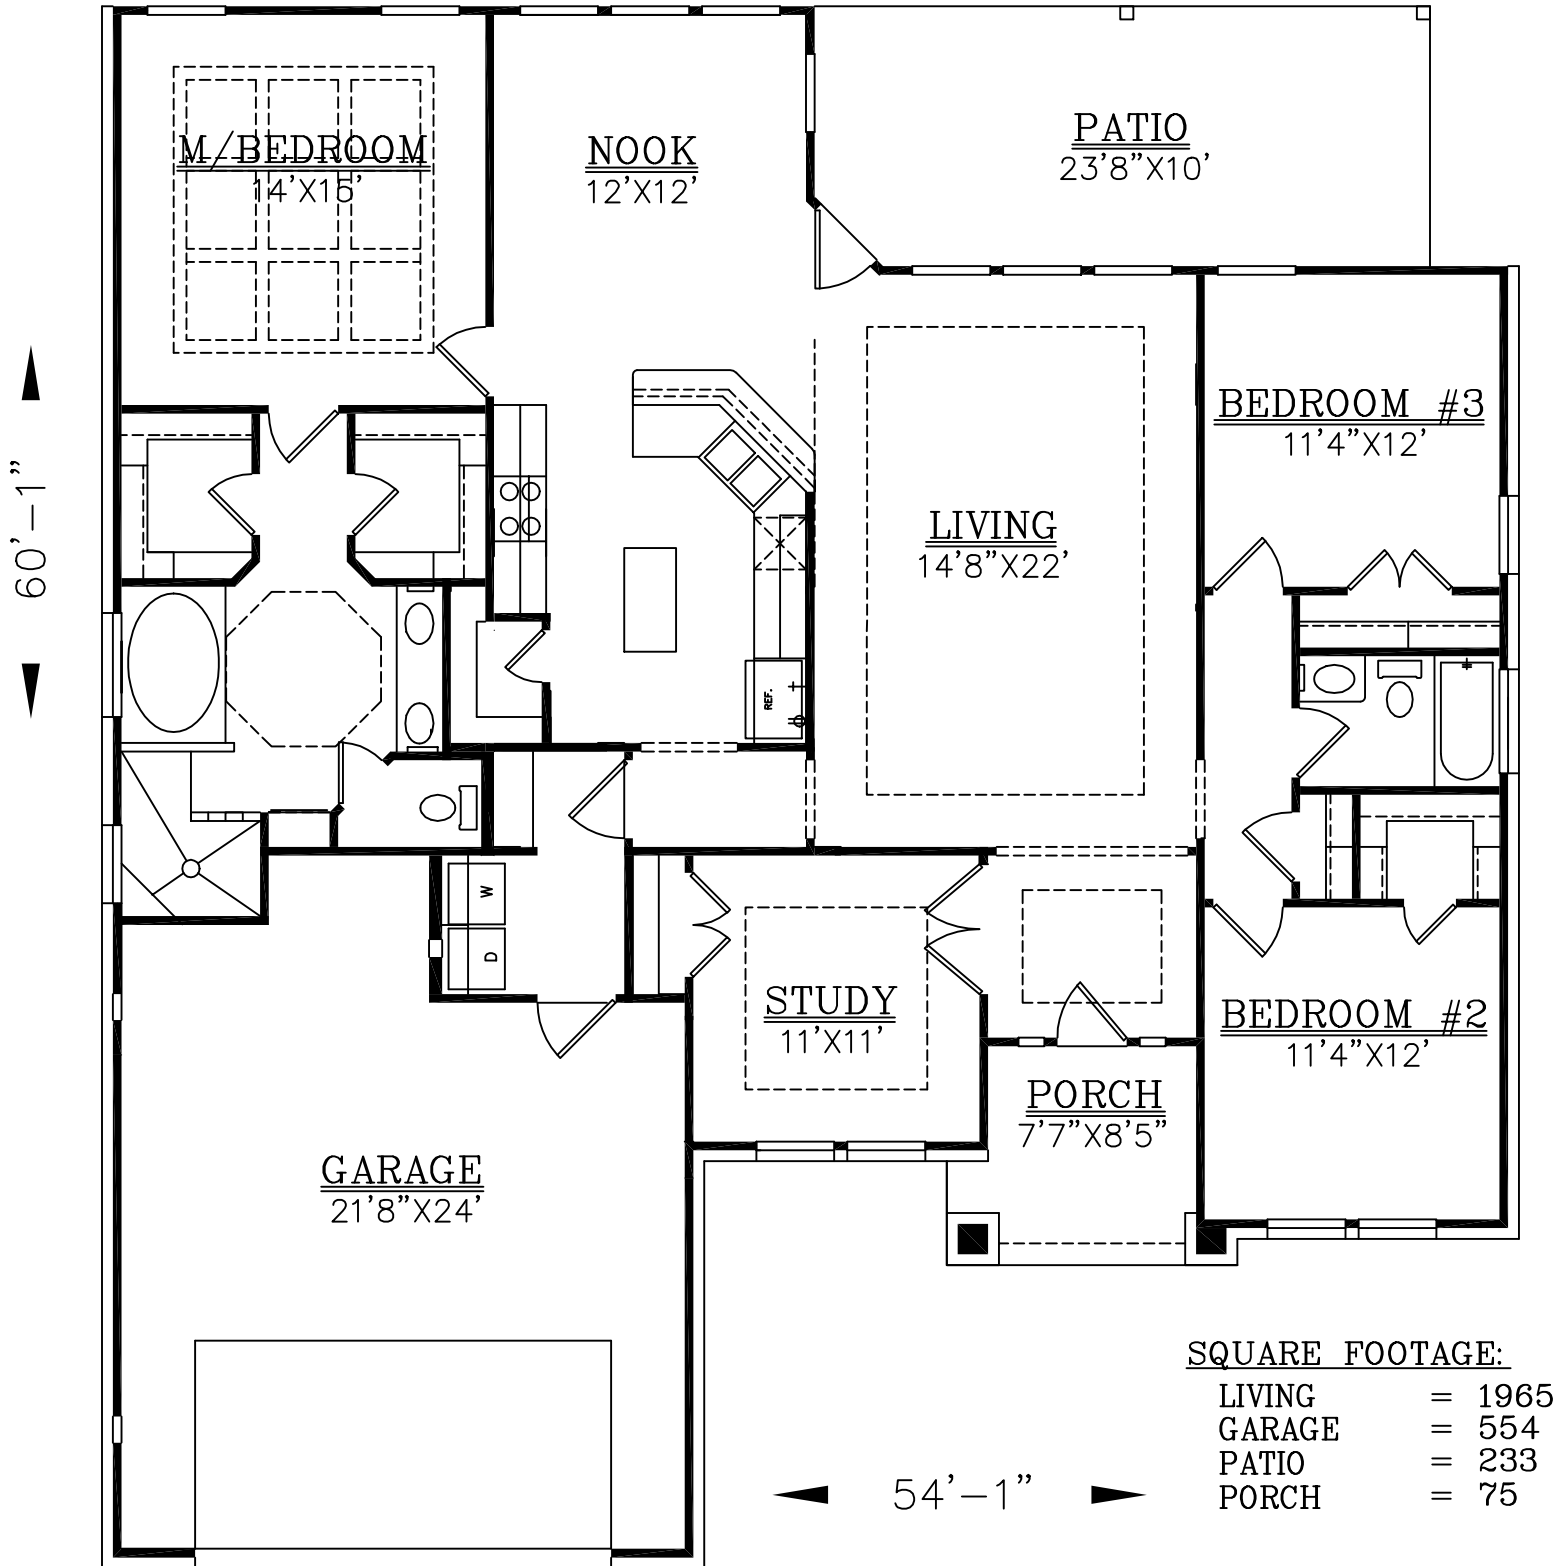 M/BEDROOM
14'X15'
NOOK
12'X12'
PATIO
23'8"X10'
BEDROOM #3
11'4"X12'
LIVING
14'8"X22'
60'-1"
REF.
W
D
STUDY
11'X11'
BEDROOM #2
11'4"X12'
PORCH
7'7"X8'5"
GARAGE
21'8"X24'
SQUARE FOOTAGE:
LIVING = 1965
GARAGE = 554
PATIO = 233
PORCH = 75
54'-1"